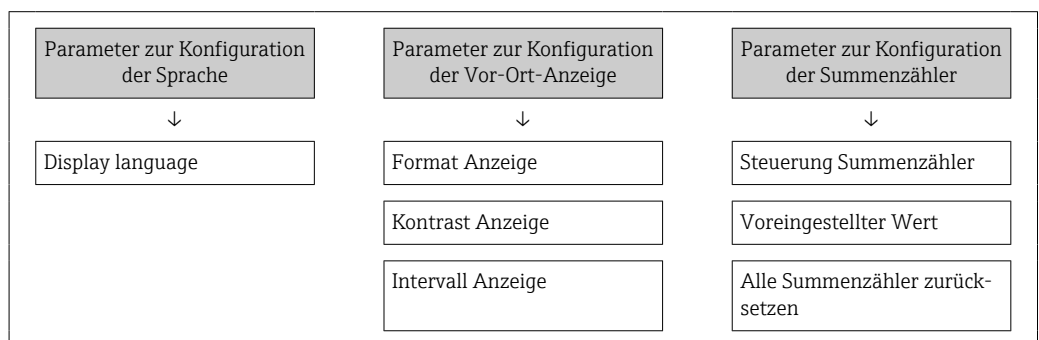 Parameter zur Konfiguration
der Sprache
↓
Display language
Parameter zur Konfiguration
der Vor-Ort-Anzeige
↓
Format Anzeige
Kontrast Anzeige
Intervall Anzeige
Parameter zur Konfiguration
der Summenzähler
↓
Steuerung Summenzähler
Voreingestellter Wert
Alle Summenzähler zurück-
setzen